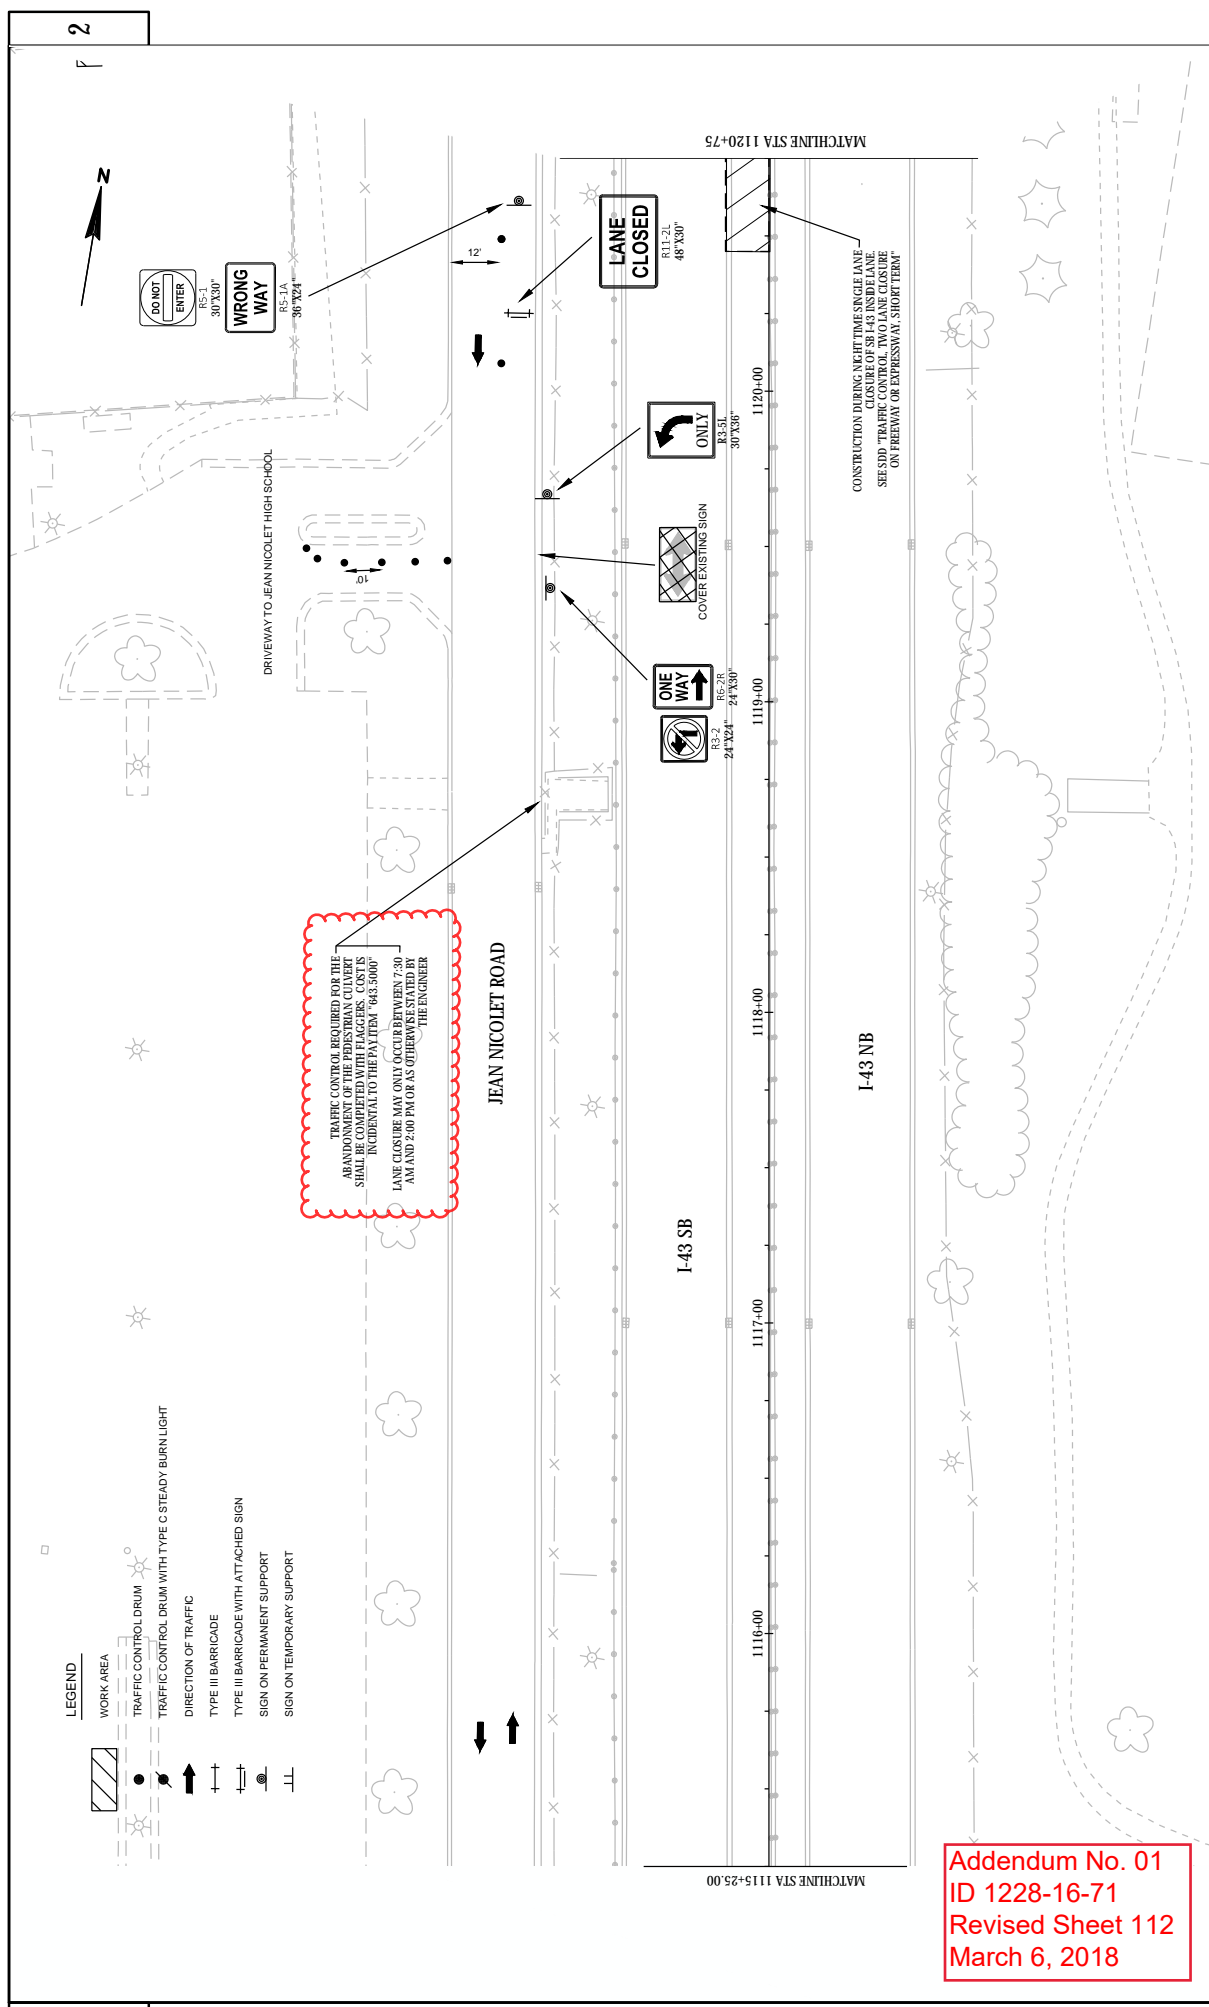 2
N
MATCHLINE STA 1120+75
DO NOT
ENTER
R5-1
30"X30"
WRONG
WAY
R5-1A
36"X24"
12'
LANE
CLOSED
R11-2L
48"X30"
CONSTRUCTION DURING NIGHT TIME SINGLE LANE
CLOSURE OF SB I-43 INSIDE LANE.
SEE SDD "TRAFFIC CONTROL, TWO LANE CLOSURE
ON FREEWAY OR EXPRESSWAY, SHORT TERM"
ONLY
R3-5L
30"X36"
1120+00
DRIVEWAY TO JEAN NICOLET HIGH SCHOOL
10'
COVER EXISTING SIGN
ONE
WAY
R6-2R
24"X30"
R3-2
24"X24"
1119+00
TRAFFIC CONTROL REQUIRED FOR THE
ABANDONMENT OF THE PEDESTRIAN CULVERT
SHALL BE COMPLETED WITH FLAGGERS. COST IS
INCIDENTAL TO THE PAY ITEM "643.5000"
LANE CLOSURE MAY ONLY OCCUR BETWEEN 7:30
AM AND 2:00 PM OR AS OTHERWISE STATED BY
THE ENGINEER
JEAN NICOLET ROAD
1118+00
I-43 NB
I-43 SB
1117+00
1116+00
LEGEND
WORK AREA
TRAFFIC CONTROL DRUM
TRAFFIC CONTROL DRUM WITH TYPE C STEADY BURN LIGHT
DIRECTION OF TRAFFIC
TYPE III BARRICADE
TYPE III BARRICADE WITH ATTACHED SIGN
SIGN ON PERMANENT SUPPORT
SIGN ON TEMPORARY SUPPORT
MATCHLINE STA 1115+25.00
Addendum No. 01
ID 1228-16-71
Revised Sheet 112
March 6, 2018